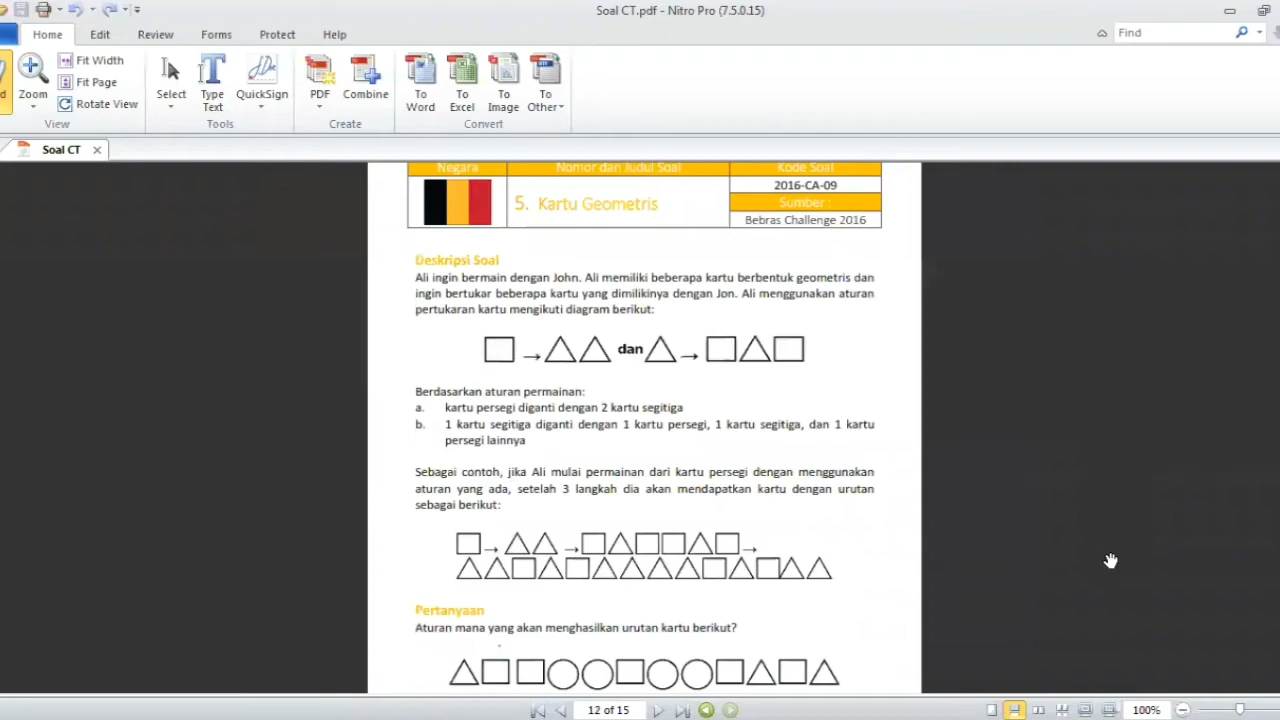 Soal CT.pdf - Nitro Pro (7.5.0.15)
Home Edit Review Forms Protect Help
Find
Zoom
Fit Width
Fit Page
Rotate View
View
Select
Type Text
QuickSign
Tools
PDF
Combine
Create
To Word
To Excel
To Image
To Other
Convert
Soal CT
Negara Nomor dan Judul Soal Kode Soal
5. Kartu Geometris
2016-CA-09
Sumber :
Bebras Challenge 2016
Deskripsi Soal
Ali ingin bermain dengan John. Ali memiliki beberapa kartu berbentuk geometris dan
ingin bertukar beberapa kartu yang dimilikinya dengan Jon. Ali menggunakan aturan
pertukaran kartu mengikuti diagram berikut:
→ dan →
Berdasarkan aturan permainan:
a. kartu persegi diganti dengan 2 kartu segitiga
b. 1 kartu segitiga diganti dengan 1 kartu persegi, 1 kartu segitiga, dan 1 kartu
persegi lainnya
Sebagai contoh, jika Ali mulai permainan dari kartu persegi dengan menggunakan
aturan yang ada, setelah 3 langkah dia akan mendapatkan kartu dengan urutan
sebagai berikut:
→ → →
Pertanyaan
Aturan mana yang akan menghasilkan urutan kartu berikut?
12 of 15
100%